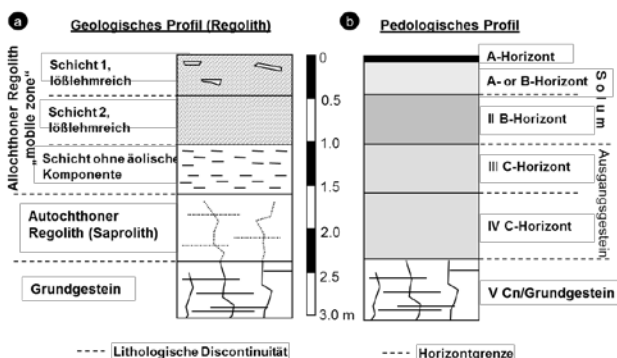 a Geologisches Profil (Regolith)
Allochthoner Regolith
„mobile zone“
Schicht 1,
lößlehmreich
Schicht 2,
lößlehmreich
Schicht ohne äolische
Komponente
Autochthoner
Regolith (Saprolith)
Grundgestein
0
0.5
1.0
1.5
2.0
2.5
3.0 m
---- Lithologische Discontinuität
b Pedologisches Profil
A-Horizont
A- or B-Horizont
II B-Horizont
III C-Horizont
IV C-Horizont
V Cn/Grundgestein
Solum
Ausgangsgestein
---- Horizontgrenze